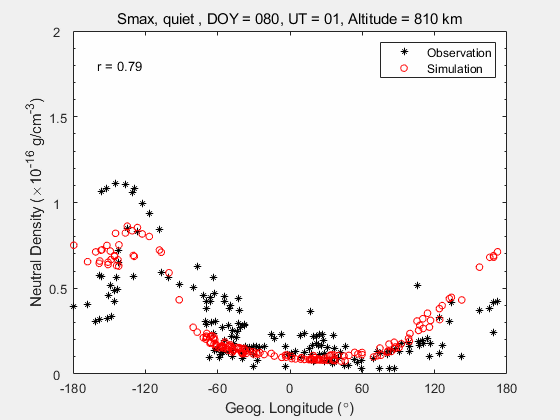 Smax, quiet , DOY = 080, UT = 01, Altitude = 810 km
2
1.5
1
0.5
0
Neutral Density (×10⁻¹⁶ g/cm⁻³)
r = 0.79
Observation
Simulation
-180 -120 -60 0 60 120 180
Geog. Longitude (°)